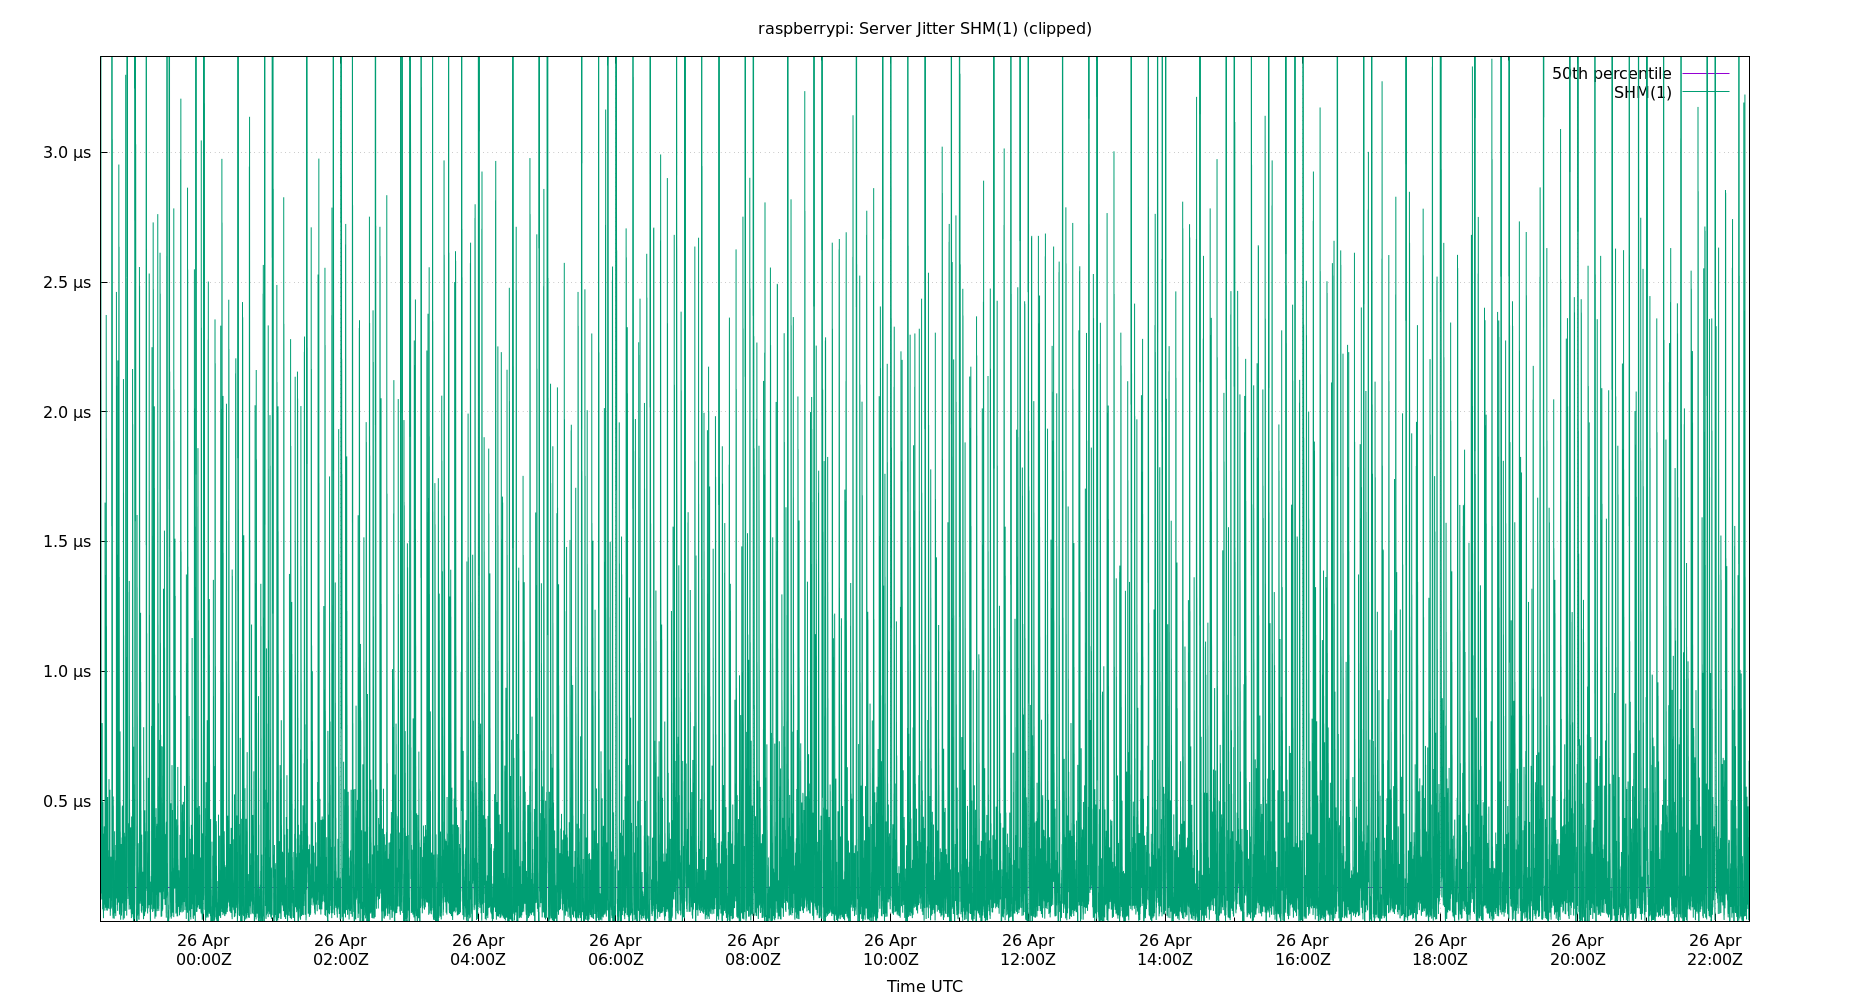 raspberrypi: Server Jitter SHM(1) (clipped)
50th percentile
SHM(1)
3.0 µs
2.5 µs
2.0 µs
1.5 µs
1.0 µs
0.5 µs
26 Apr 26 Apr 26 Apr 26 Apr 26 Apr 26 Apr 26 Apr 26 Apr 26 Apr 26 Apr 26 Apr 26 Apr
00:00Z 02:00Z 04:00Z 06:00Z 08:00Z 10:00Z 12:00Z 14:00Z 16:00Z 18:00Z 20:00Z 22:00Z
Time UTC